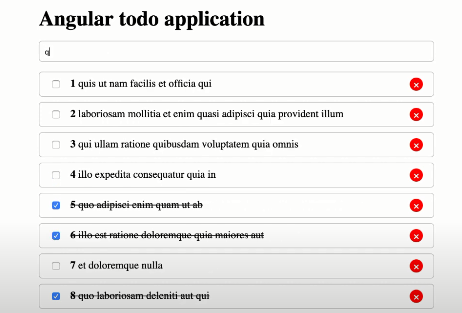 Angular todo application
q
1 quis ut nam facilis et officia qui
2 laboriosam mollitia et enim quasi adipisci quia provident illum
3 qui ullam ratione quibusdam voluptatem quia omnis
4 illo expedita consequatur quia in
5 quo adipisci enim quam ut ab
6 illo est ratione doloremque quia maiores aut
7 et doloremque nulla
8 quo laboriosam deleniti aut qui